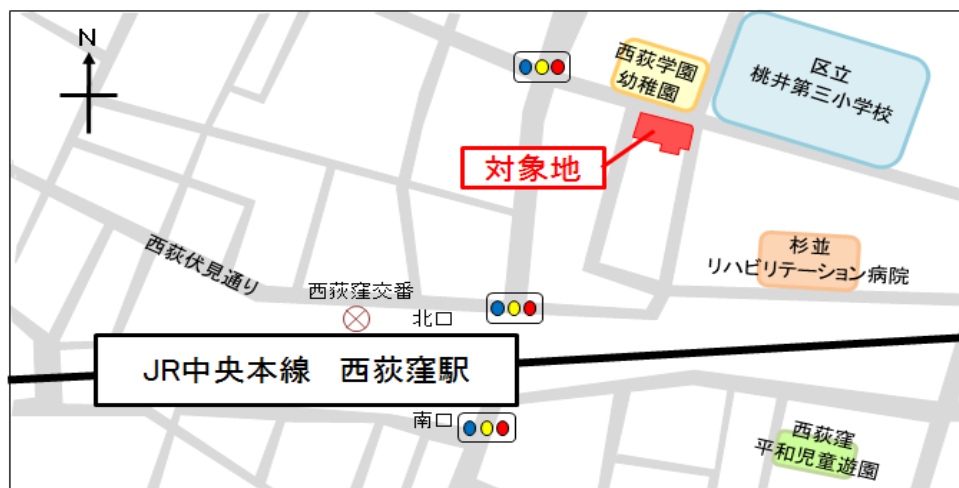 N
西荻学園
幼稚園
区立
桃井第三小学校
対象地
杉並
リハビリテーション病院
西荻伏見通り
西荻窪交番
北口
JR中央本線 西荻窪駅
南口
西荻窪
平和児童遊園